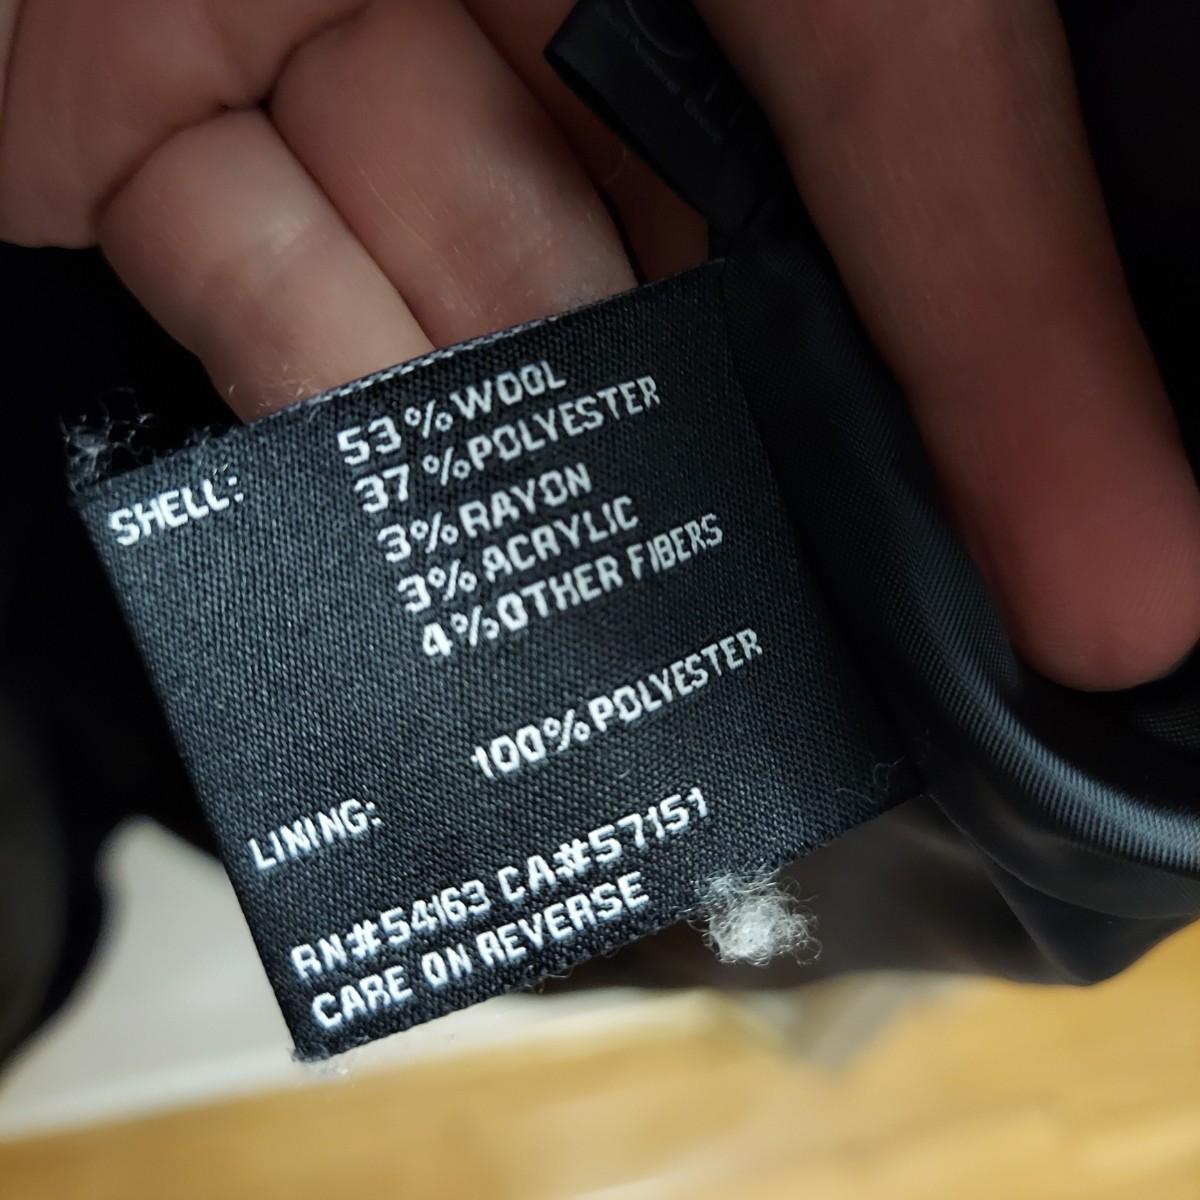 SHELL: 53%WOOL
37%POLYESTER
3%RAYON
3%ACRYLIC
4%OTHER FIBERS
LINING: 100%POLYESTER
RN#54163 CA#57151
CARE ON REVERSE